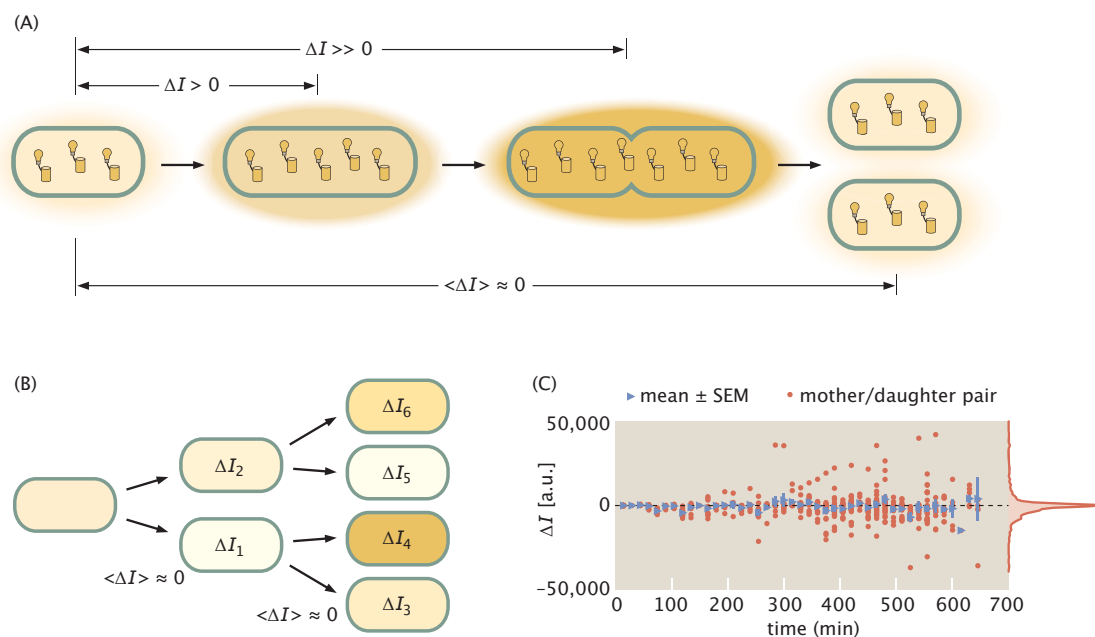 (A)
ΔI >> 0
ΔI > 0
<ΔI> ≈ 0
(B)
ΔI6
ΔI2
ΔI5
ΔI1
ΔI4
<ΔI> ≈ 0
ΔI3
<ΔI> ≈ 0
(C)
mean ± SEM
mother/daughter pair
50,000
0
−50,000
ΔI [a.u.]
0 100 200 300 400 500 600 700
time (min)